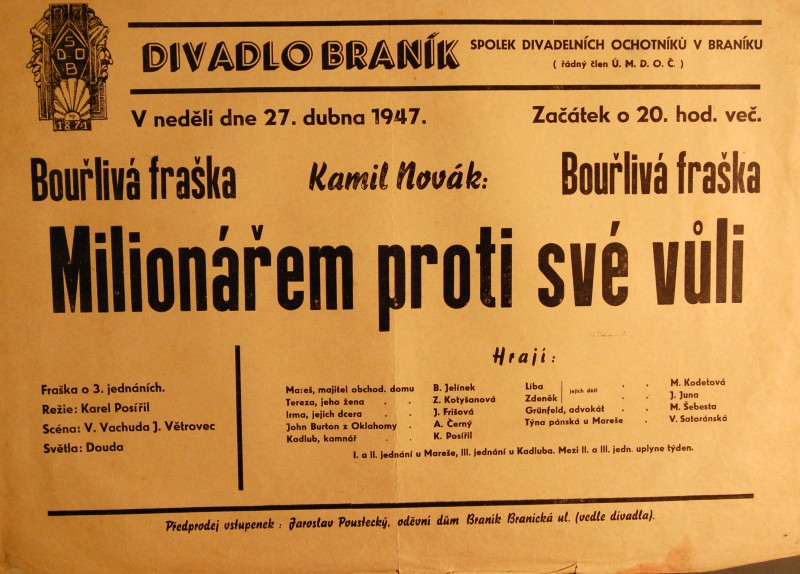 S
D D O
B
1871
DIVADLO BRANÍK
SPOLEK DIVADELNÍCH OCHOTNÍKŮ V BRANÍKU
( řádný člen Ú. M. D. O. Č. )
V neděli dne 27. dubna 1947.
Začátek o 20. hod. več.
Bouřlivá fraška
Kamil Novák:
Bouřlivá fraška
Milionářem proti své vůli
Hrají:
Fraška o 3. jednáních.
Režie: Karel Posířil
Scéna: V. Vachuda J. Větrovec
Světla: Douda
Mareš, majitel obchod. domu B. Jelínek
Tereza, jeho žena . . Z. Kotyšanová
Irma, jejich dcera . . J. Frišová
John Burton z Oklahomy . A. Černý
Kadlub, kamnář . . K. Posířil
Líba jejich děti . . M. Kodetová
Zdeněk . . J. Juna
Grünfeld, advokát . . M. Šebesta
Týna pánská u Mareše . V. Satoránská
I. a II. jednání u Mareše, III. jednání u Kadluba. Mezi II. a III. jedn. uplyne týden.
Předprodej vstupenek : Jaroslav Poustecký, oděvní dům Braník Branická ul. (vedle divadla).